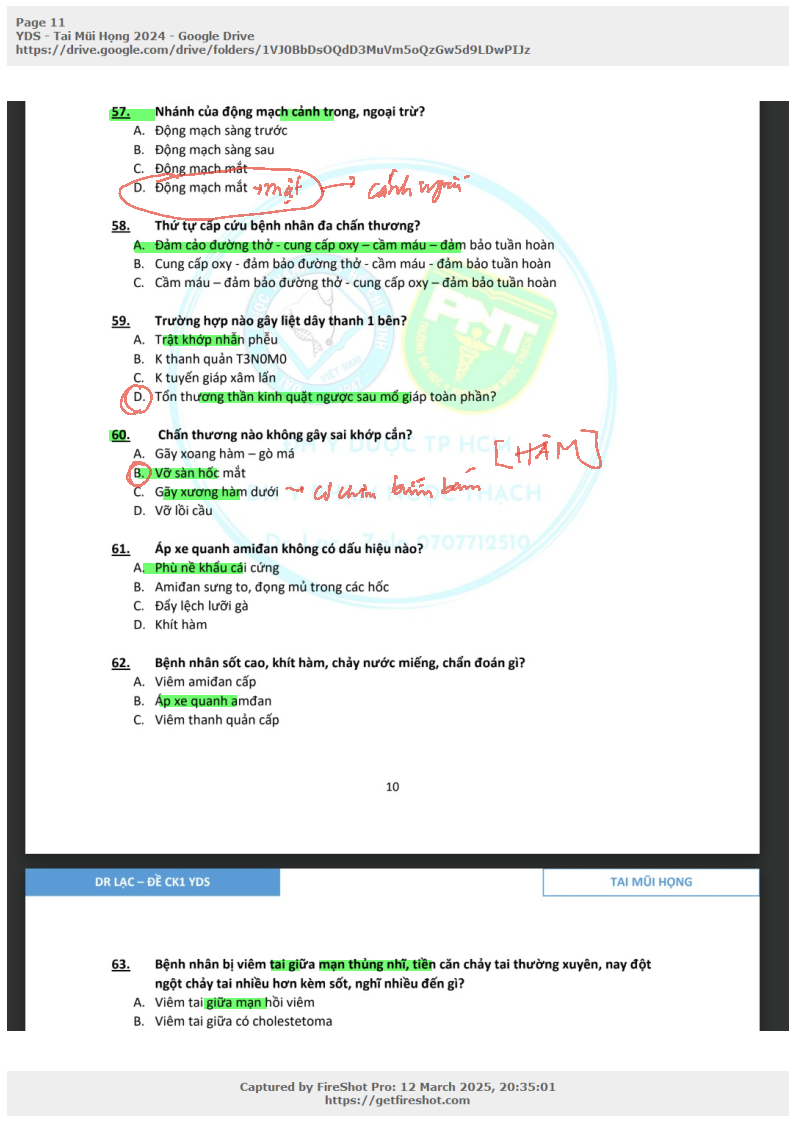 Page 11
YDS - Tai Mũi Họng 2024 - Google Drive
https://drive.google.com/drive/folders/1VJ0BbDsOQdD3MuVm5oQzGw5d9LDwPIJz
57. Nhánh của động mạch cảnh trong, ngoại trừ?
A. Động mạch sàng trước
B. Động mạch sàng sau
C. Động mạch mắt
D. Động mạch mắt → mặt → cảnh ngoài
58. Thứ tự cấp cứu bệnh nhân đa chấn thương?
A. Đảm cảo đường thở - cung cấp oxy – cầm máu – đảm bảo tuần hoàn
B. Cung cấp oxy - đảm bảo đường thở - cầm máu - đảm bảo tuần hoàn
C. Cầm máu – đảm bảo đường thở - cung cấp oxy – đảm bảo tuần hoàn
59. Trường hợp nào gây liệt dây thanh 1 bên?
A. Trật khớp nhẫn phễu
B. K thanh quản T3N0M0
C. K tuyến giáp xâm lấn
D. Tổn thương thần kinh quặt ngược sau mổ giáp toàn phần?
60. Chấn thương nào không gây sai khớp cắn?
A. Gãy xoang hàm – gò má
[HÀM]
B. Vỡ sàn hốc mắt
C. Gãy xương hàm dưới →
D. Vỡ lồi cầu
ĐH Y DƯỢC TP HCM
THẠCH
Dr Lạc - Zalo 0707712510
61. Áp xe quanh amiđan không có dấu hiệu nào?
A. Phù nề khẩu cái cứng
B. Amiđan sưng to, đọng mủ trong các hốc
C. Đẩy lệch lưỡi gà
D. Khít hàm
62. Bệnh nhân sốt cao, khít hàm, chảy nước miếng, chẩn đoán gì?
A. Viêm amiđan cấp
B. Áp xe quanh amđan
C. Viêm thanh quản cấp
10
DR LẠC – ĐỀ CK1 YDS
TAI MŨI HỌNG
63. Bệnh nhân bị viêm tai giữa mạn thủng nhĩ, tiền căn chảy tai thường xuyên, nay đột
ngột chảy tai nhiều hơn kèm sốt, nghĩ nhiều đến gì?
A. Viêm tai giữa mạn hồi viêm
B. Viêm tai giữa có cholestetoma
Captured by FireShot Pro: 12 March 2025, 20:35:01
https://getfireshot.com